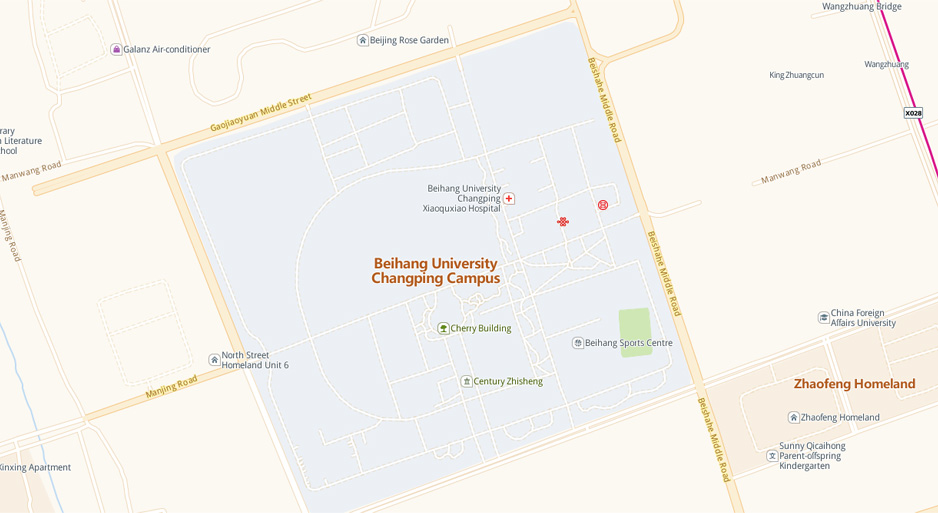 Wangzhuang Bridge
Beijing Rose Garden
Galanz Air-conditioner
Wangzhuang
King Zhuangcun
Beishahe Middle Road
Gaojiaoyuan Middle Street
X028
rary
n Literature
chool
Manwang Road
Manwang Road
Beihang University
Changping
Xiaoquxiao Hospital
Manjing Road
Beihang University
Changping Campus
Beishahe Middle Road
China Foreign
Affairs University
Cherry Building
Beihang Sports Centre
North Street
Homeland Unit 6
Manjing Road
Century Zhisheng
Zhaofeng Homeland
Zhaofeng Homeland
Beishahe Middle Road
Sunny Qicaihong
Parent-offspring
Kindergarten
Xinxing Apartment